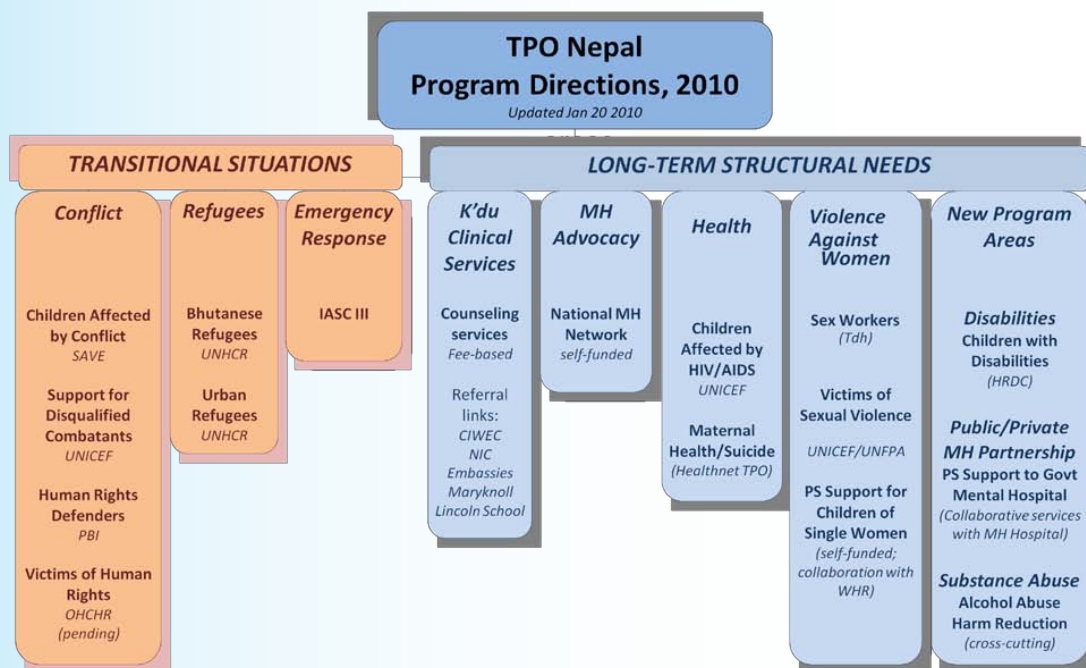 TPO Nepal
Program Directions, 2010
Updated Jan 20 2010
TRANSITIONAL SITUATIONS
Conflict
Children Affected
by Conflict
SAVE
Support for
Disqualified
Combatants
UNICEF
Human Rights
Defenders
PBI
Victims of Human
Rights
OHCHR
(pending)
Refugees
Bhutanese
Refugees
UNHCR
Urban
Refugees
UNHCR
Emergency
Response
IASC III
LONG-TERM STRUCTURAL NEEDS
K'du
Clinical
Services
Counseling
services
Fee-based
Referral
links:
CIWEC
NIC
Embassies
Maryknoll
Lincoln School
MH
Advocacy
National MH
Network
self-funded
Health
Children
Affected by
HIV/AIDS
UNICEF
Maternal
Health/Suicide
(Healthnet TPO)
Violence
Against
Women
Sex Workers
(Tdh)
Victims of
Sexual Violence
UNICEF/UNFPA
PS Support for
Children of
Single Women
(self-funded;
collaboration with
WHR)
New Program
Areas
Disabilities
Children with
Disabilities
(HRDC)
Public/Private
MH Partnership
PS Support to Govt
Mental Hospital
(Collaborative services
with MH Hospital)
Substance Abuse
Alcohol Abuse
Harm Reduction
(cross-cutting)